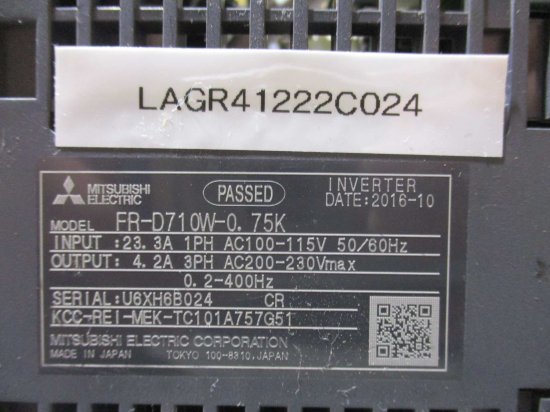 LAGR41222C024
MITSUBISHI ELECTRIC
PASSED
INVERTER
DATE:2016-10
MODEL FR-D710W-0.75K
INPUT :23.3A 1PH AC100-115V 50/60Hz
OUTPUT: 4.2A 3PH AC200-230Vmax
0.2-400Hz
SERIAL:U6XH6B024 CR
KCC-REI-MEK-TC101A757G51
MITSUBISHI ELECTRIC CORPORATION
MADE IN JAPAN TOKYO 100-8310,JAPAN